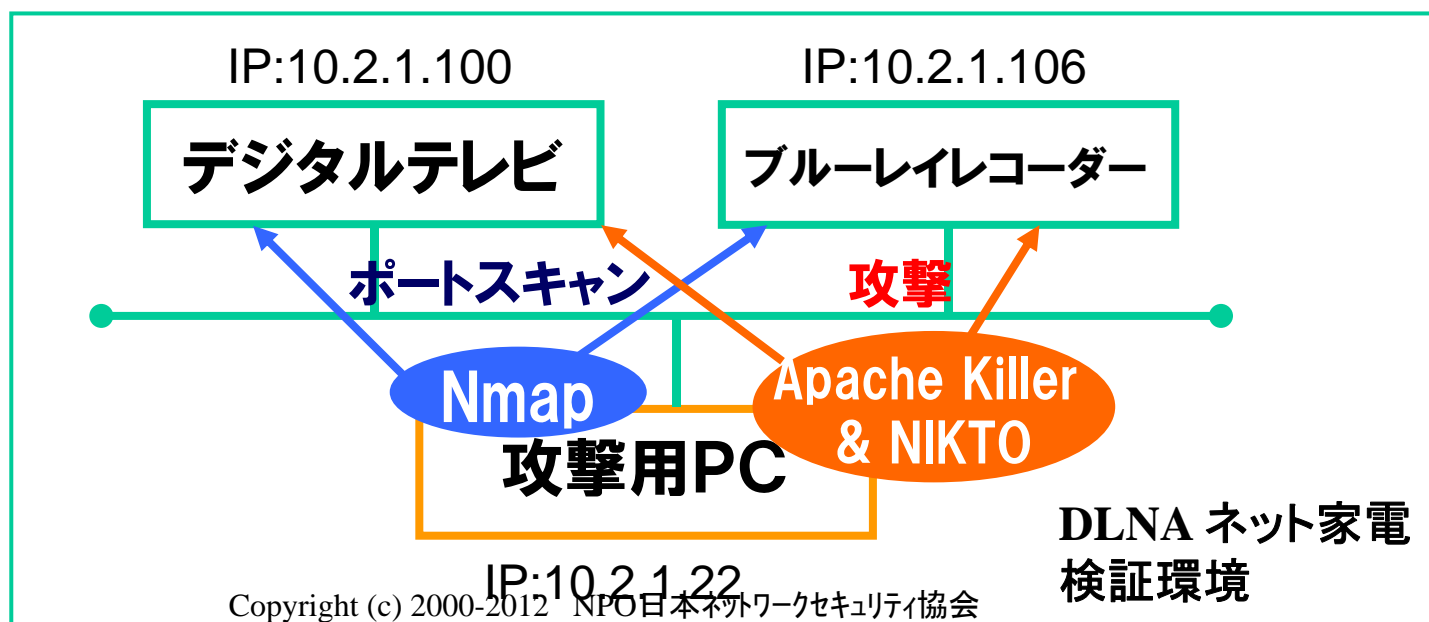 IP:10.2.1.100
IP:10.2.1.106
デジタルテレビ
ブルーレイレコーダー
ポートスキャン
攻撃
Nmap
Apache Killer
& NIKTO
攻撃用PC
DLNA ネット家電
検証環境
IP:10.2.1.22
Copyright (c) 2000-2012 NPO日本ネットワークセキュリティ協会